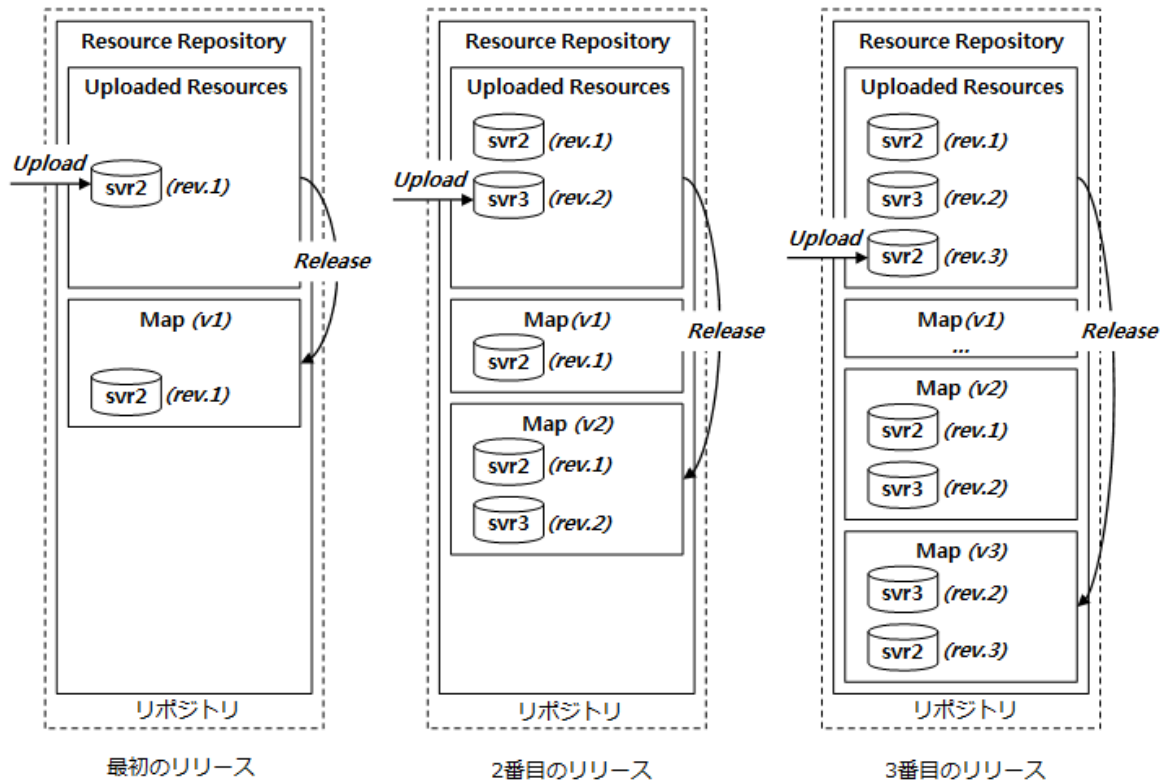 Resource Repository
Uploaded Resources
Upload
svr2 (rev.1)
Release
Map (v1)
svr2 (rev.1)
リポジトリ
最初のリリース
Resource Repository
Uploaded Resources
svr2 (rev.1)
Upload
svr3 (rev.2)
Map(v1)
Release
svr2 (rev.1)
Map (v2)
svr2 (rev.1)
svr3 (rev.2)
リポジトリ
2番目のリリース
Resource Repository
Uploaded Resources
svr2 (rev.1)
svr3 (rev.2)
Upload
svr2 (rev.3)
Map(v1)
Release
...
Map (v2)
svr2 (rev.1)
svr3 (rev.2)
Map (v3)
svr3 (rev.2)
svr2 (rev.3)
リポジトリ
3番目のリリース